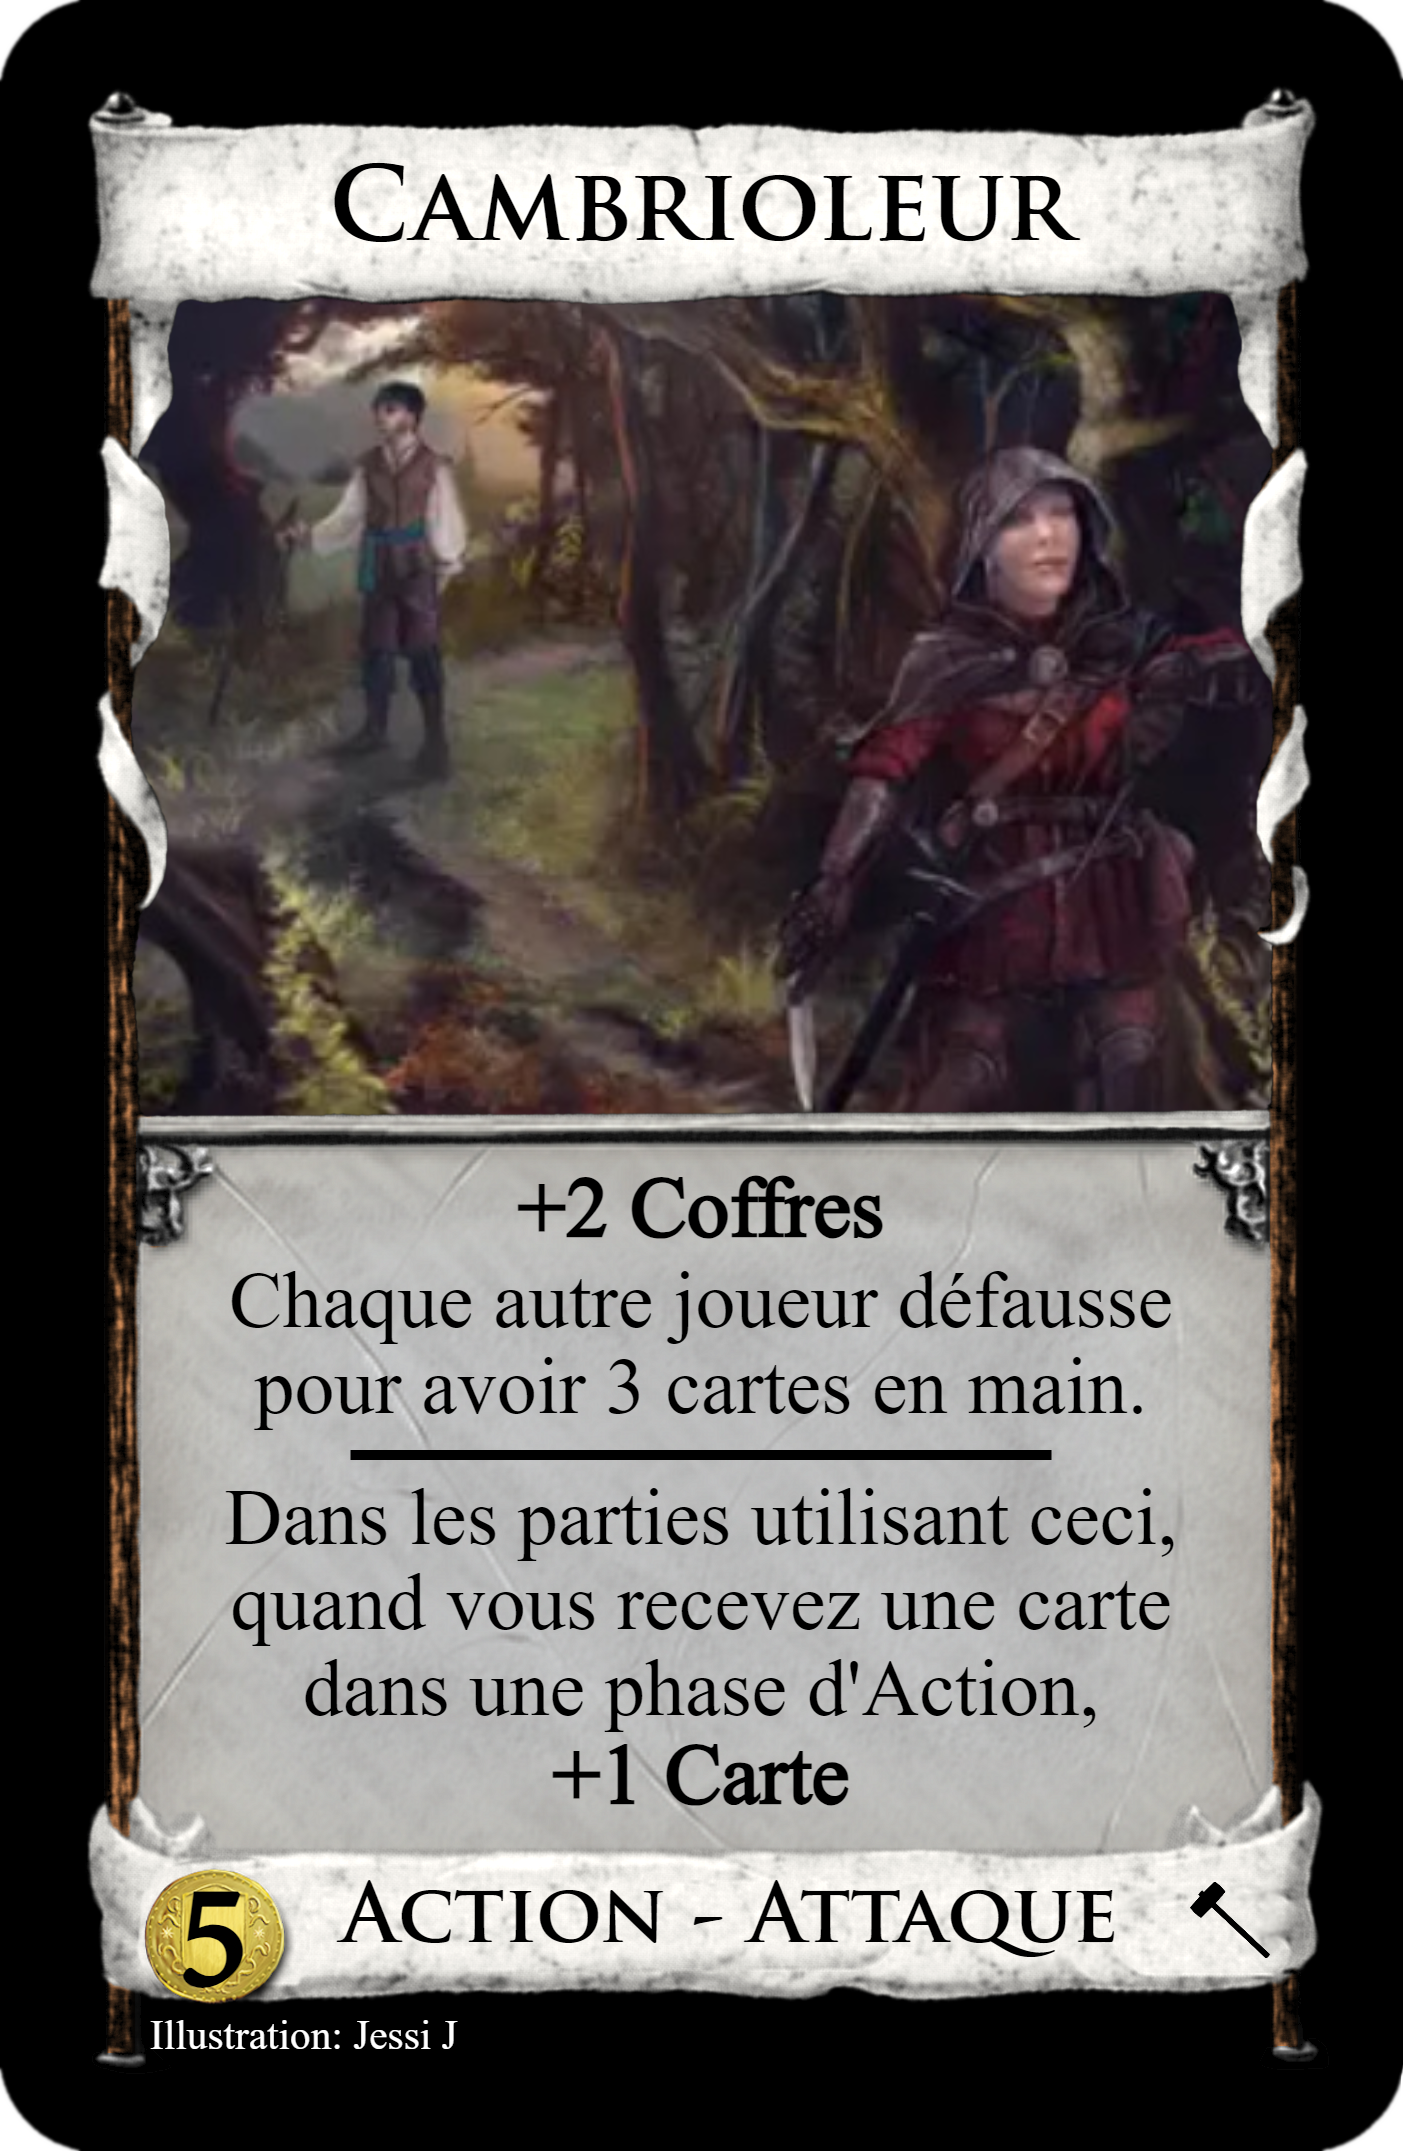 Cambrioleur
+2 Coffres
Chaque autre joueur défausse
pour avoir 3 cartes en main.
Dans les parties utilisant ceci,
quand vous recevez une carte
dans une phase d'Action,
+1 Carte
5 Action - Attaque
Illustration: Jessi J